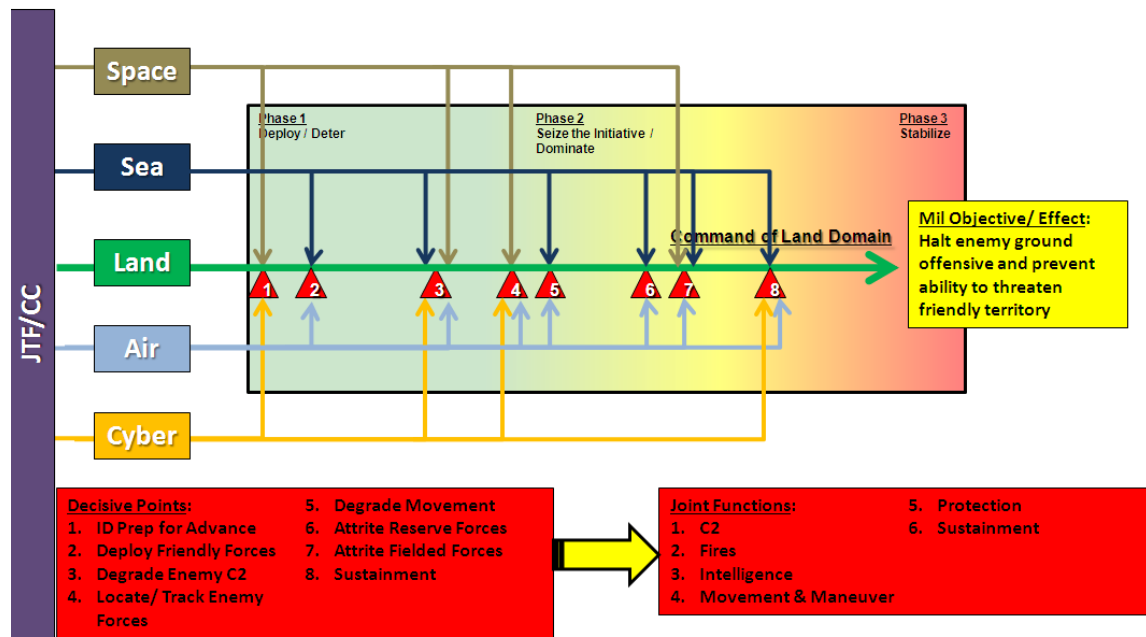 JTF/CC
Space
Sea
Land
Air
Cyber
Phase 1
Deploy / Deter
Phase 2
Seize the Initiative /
Dominate
Phase 3
Stabilize
Command of Land Domain
1
2
3
4
5
6
7
8
Mil Objective/ Effect:
Halt enemy ground
offensive and prevent
ability to threaten
friendly territory
Decisive Points:
1. ID Prep for Advance
2. Deploy Friendly Forces
3. Degrade Enemy C2
4. Locate/ Track Enemy
Forces
5. Degrade Movement
6. Attrite Reserve Forces
7. Attrite Fielded Forces
8. Sustainment
Joint Functions:
1. C2
2. Fires
3. Intelligence
4. Movement & Maneuver
5. Protection
6. Sustainment